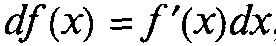 df(x) = f′(x)dx,